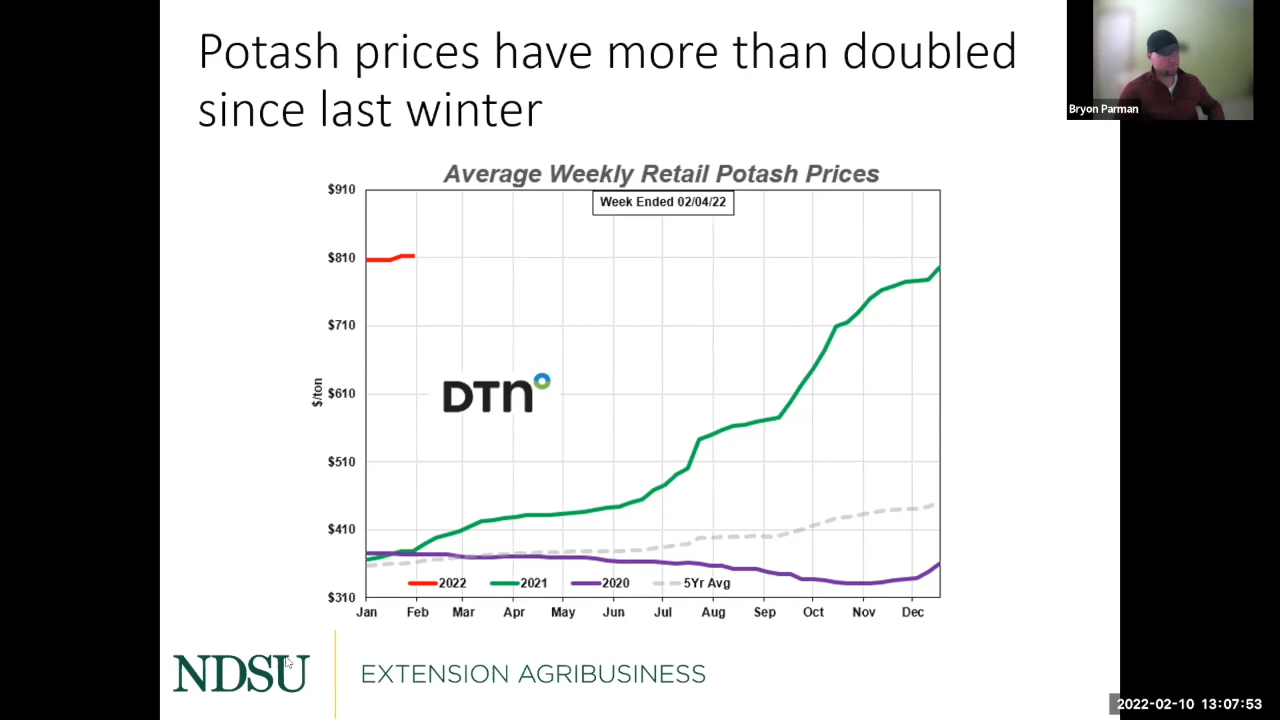 Potash prices have more than doubled
since last winter
Bryon Parman
Average Weekly Retail Potash Prices
Week Ended 02/04/22
$910
$810
$710
$610
$510
$410
$310
$/ton
DTN
2022
2021
2020
5Yr Avg
Jan Feb Mar Apr May Jun Jul Aug Sep Oct Nov Dec
NDSU EXTENSION AGRIBUSINESS
2022-02-10 13:07:53